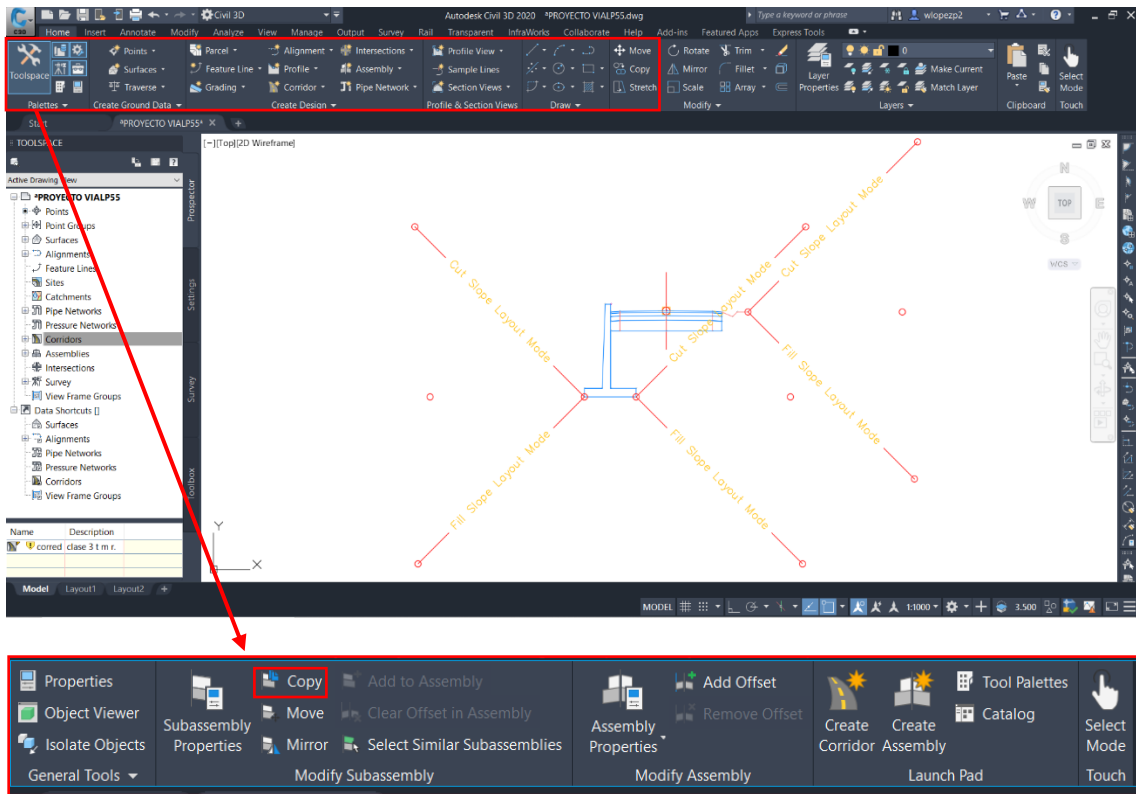 C3D
Civil 3D
Autodesk Civil 3D 2020 *PROYECTO VIALP55.dwg
Type a keyword or phrase
wlopezp2
Home Insert Annotate Modify Analyze View Manage Output Survey Rail Transparent InfraWorks Collaborate Help Add-ins Featured Apps Express Tools
Toolspace
Points
Surfaces
Traverse
Parcel
Feature Line
Grading
Alignment
Profile
Corridor
Intersections
Assembly
Pipe Network
Profile View
Sample Lines
Section Views
Move
Copy
Stretch
Rotate
Mirror
Scale
Trim
Fillet
Array
Layer
Properties
0
Make Current
Match Layer
Paste
Select
Mode
Palettes
Create Ground Data
Create Design
Profile & Section Views
Draw
Modify
Layers
Clipboard
Touch
Start
*PROYECTO VIALP55*
TOOLSPACE
Active Drawing View
*PROYECTO VIALP55
Points
Point Groups
Surfaces
Alignments
Feature Lines
Sites
Catchments
Pipe Networks
Pressure Networks
Corridors
Assemblies
Intersections
Survey
View Frame Groups
Data Shortcuts []
Surfaces
Alignments
Pipe Networks
Pressure Networks
Corridors
View Frame Groups
Prospector
Settings
Survey
Toolbox
Name Description
corred clase 3 t m r.
[-][Top][2D Wireframe]
Cut Slope Layout Mode
Cut Slope Layout Mode
Cut Slope Layout Mode
Fill Slope Layout Mode
Fill Slope Layout Mode
Fill Slope Layout Mode
N
W
TOP
E
S
WCS
Y
X
Model Layout1 Layout2 +
MODEL
1:1000
3.500
Properties
Object Viewer
Isolate Objects
General Tools
Subassembly
Properties
Copy
Move
Mirror
Add to Assembly
Clear Offset in Assembly
Select Similar Subassemblies
Modify Subassembly
Assembly
Properties
Add Offset
Remove Offset
Modify Assembly
Create
Corridor
Create
Assembly
Tool Palettes
Catalog
Launch Pad
Select
Mode
Touch